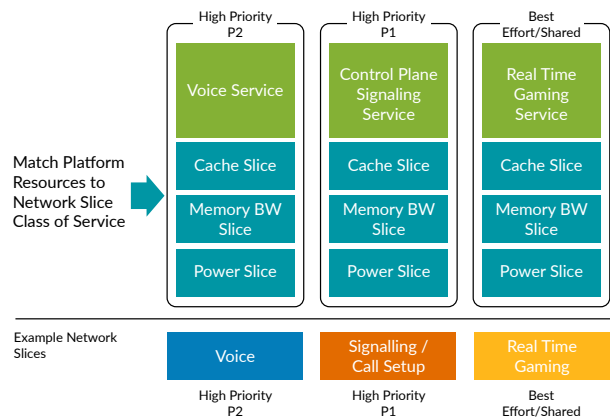 High Priority
P2
High Priority
P1
Best
Effort/Shared
Voice Service
Control Plane
Signaling
Service
Real Time
Gaming
Service
Match Platform
Resources to
Network Slice
Class of Service
Cache Slice
Cache Slice
Cache Slice
Memory BW
Slice
Memory BW
Slice
Memory BW
Slice
Power Slice
Power Slice
Power Slice
Example Network
Slices
Voice
Signalling /
Call Setup
Real Time
Gaming
High Priority
P2
High Priority
P1
Best
Effort/Shared